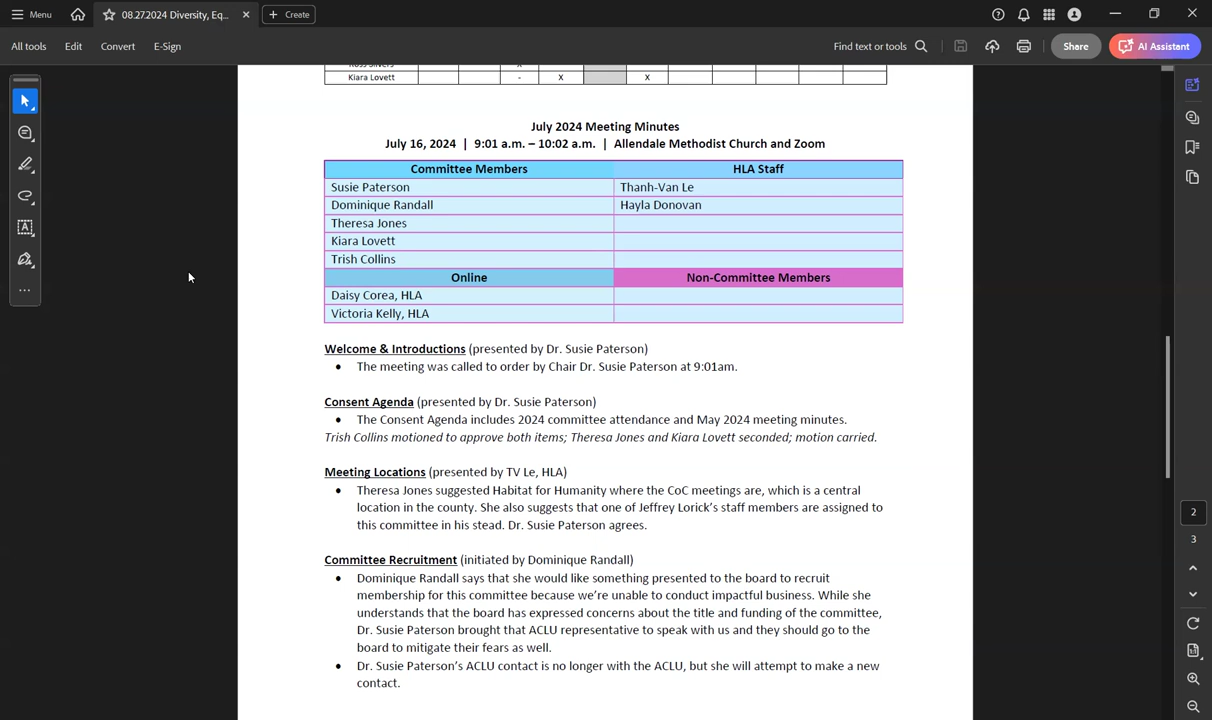 Menu
08.27.2024 Diversity, Eq...
Create
All tools
Edit
Convert
E-Sign
Find text or tools
Share
AI Assistant
Kiara Lovett - X X
July 2024 Meeting Minutes
July 16, 2024 | 9:01 a.m. – 10:02 a.m. | Allendale Methodist Church and Zoom
Committee Members HLA Staff
Susie Paterson Thanh-Van Le
Dominique Randall Hayla Donovan
Theresa Jones
Kiara Lovett
Trish Collins
Online Non-Committee Members
Daisy Corea, HLA
Victoria Kelly, HLA
Welcome & Introductions (presented by Dr. Susie Paterson)
• The meeting was called to order by Chair Dr. Susie Paterson at 9:01am.
Consent Agenda (presented by Dr. Susie Paterson)
• The Consent Agenda includes 2024 committee attendance and May 2024 meeting minutes.
Trish Collins motioned to approve both items; Theresa Jones and Kiara Lovett seconded; motion carried.
Meeting Locations (presented by TV Le, HLA)
• Theresa Jones suggested Habitat for Humanity where the CoC meetings are, which is a central
location in the county. She also suggests that one of Jeffrey Lorick's staff members are assigned to
this committee in his stead. Dr. Susie Paterson agrees.
Committee Recruitment (initiated by Dominique Randall)
• Dominique Randall says that she would like something presented to the board to recruit
membership for this committee because we're unable to conduct impactful business. While she
understands that the board has expressed concerns about the title and funding of the committee,
Dr. Susie Paterson brought that ACLU representative to speak with us and they should go to the
board to mitigate their fears as well.
• Dr. Susie Paterson's ACLU contact is no longer with the ACLU, but she will attempt to make a new
contact.
2
3